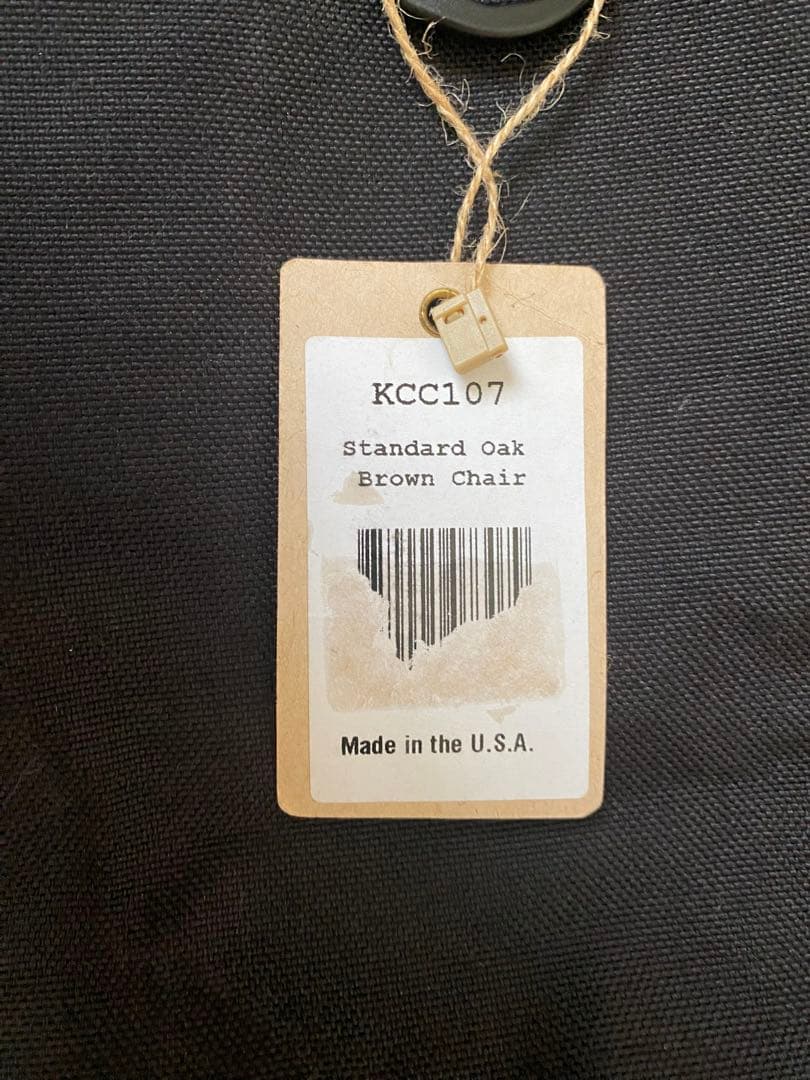 KCC107
Standard Oak
Brown Chair
Made in the U.S.A.